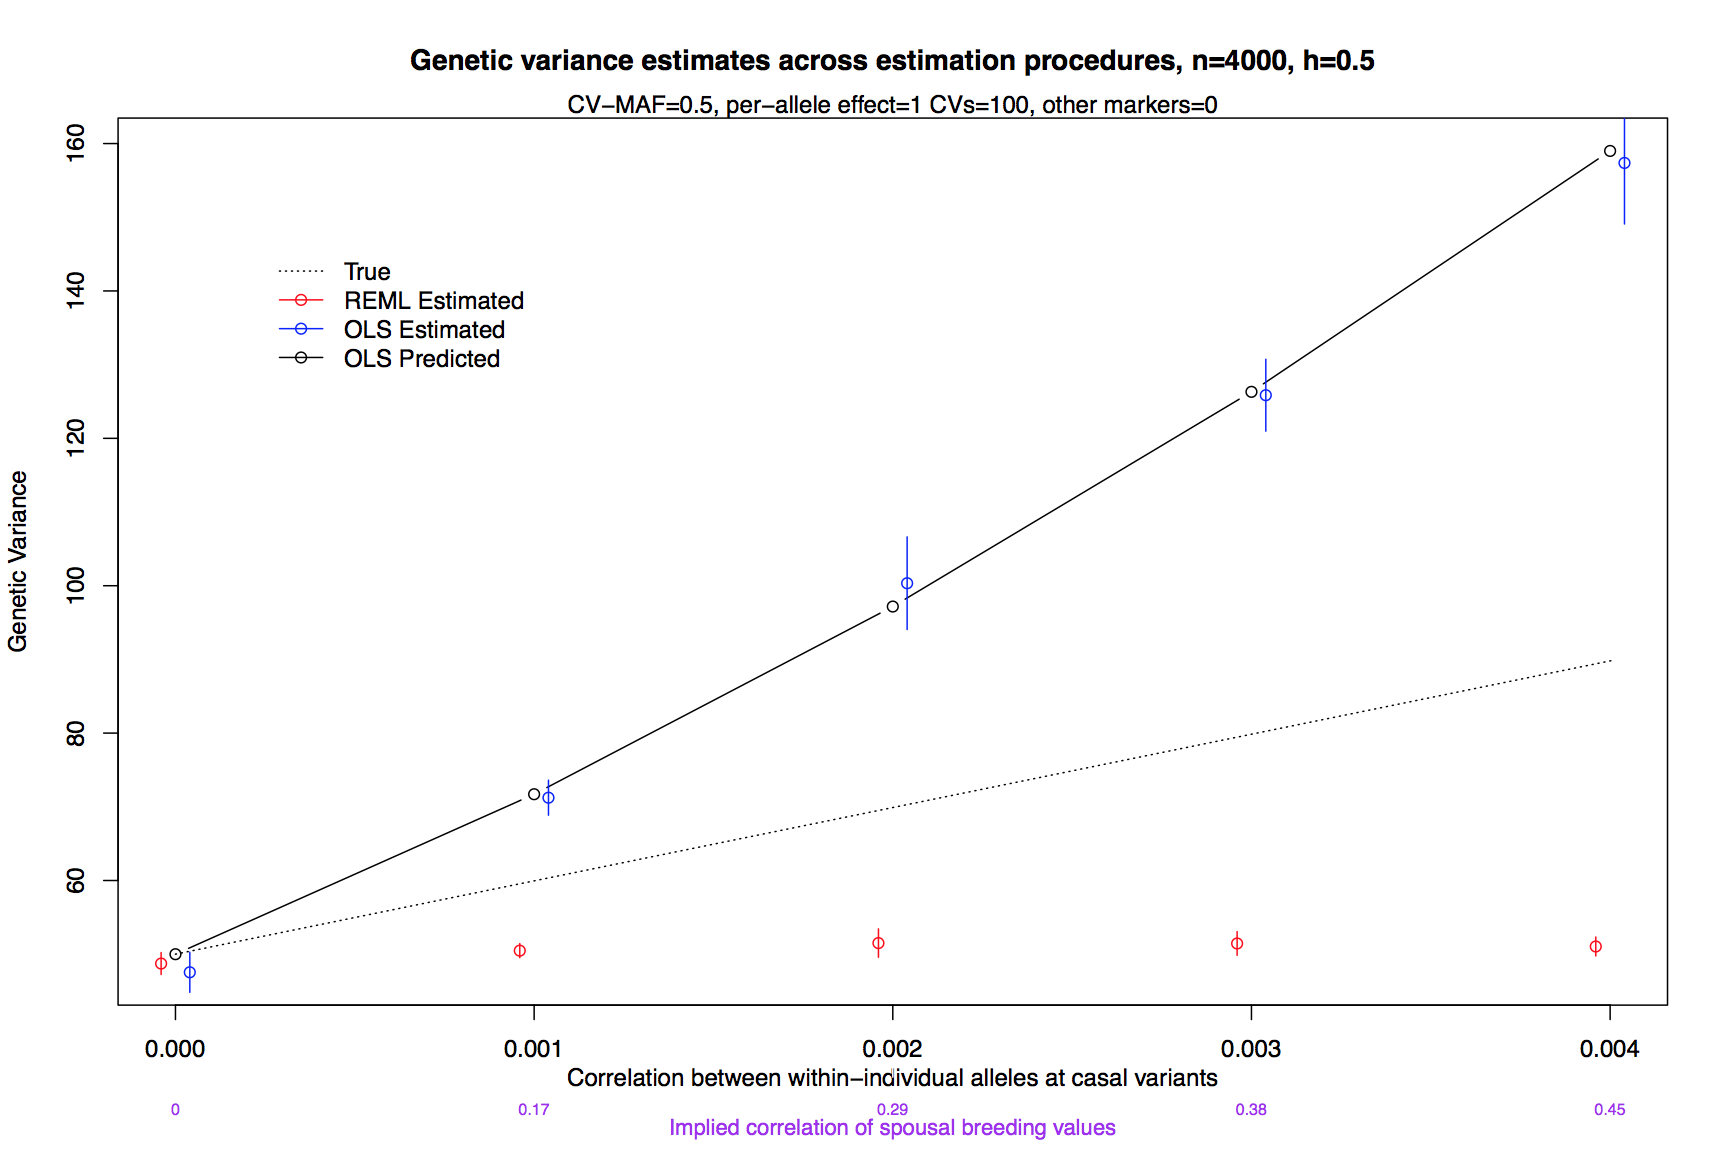 Genetic variance estimates across estimation procedures, n=4000, h=0.5
CV−MAF=0.5, per−allele effect=1 CVs=100, other markers=0
160
140
120
100
80
60
Genetic Variance
True
REML Estimated
OLS Estimated
OLS Predicted
0.000 0.001 0.002 0.003 0.004
Correlation between within−individual alleles at casal variants
0 0.17 0.29 0.38 0.45
Implied correlation of spousal breeding values